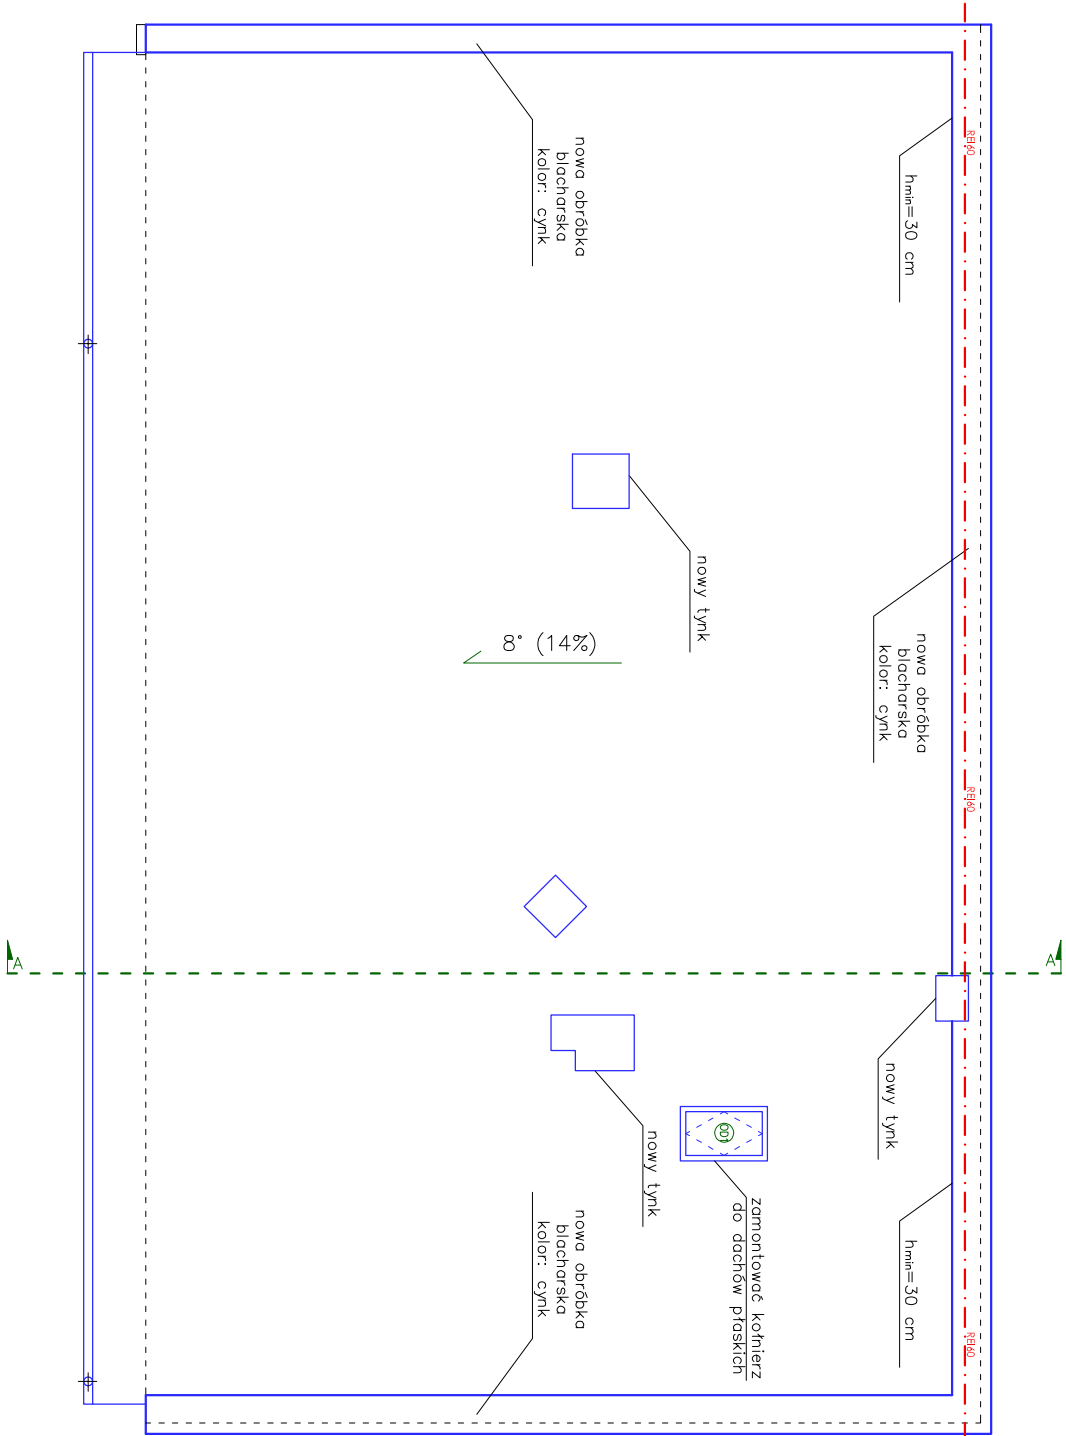 nowa obróbka
blacharska
kolor: cynk
hmin=30 cm
REI60
nowy tynk
8° (14%)
nowa obróbka
blacharska
kolor: cynk
REI60
A
A
nowy tynk
nowy tynk
OD1
zamontować kołnierz
do dachów płaskich
nowa obróbka
blacharska
kolor: cynk
hmin=30 cm
REI60